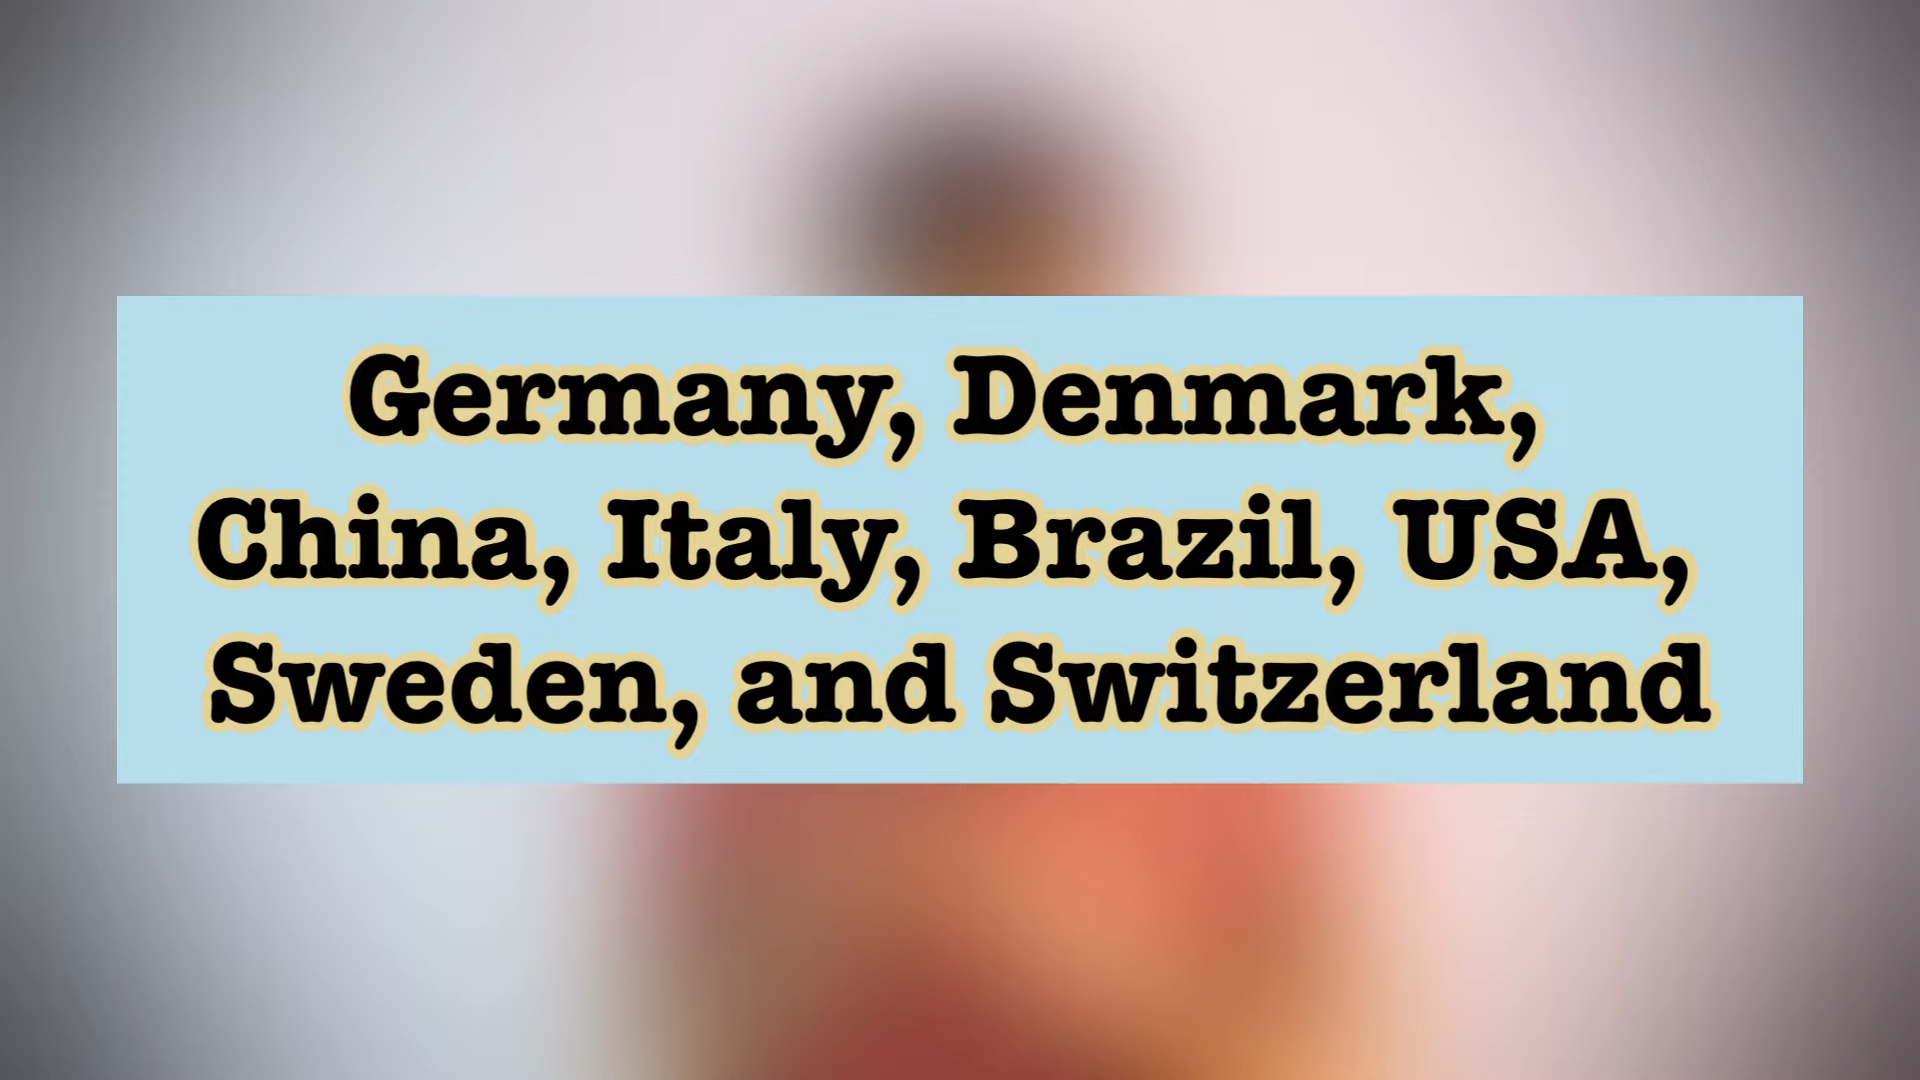 Germany, Denmark,
China, Italy, Brazil, USA,
Sweden, and Switzerland